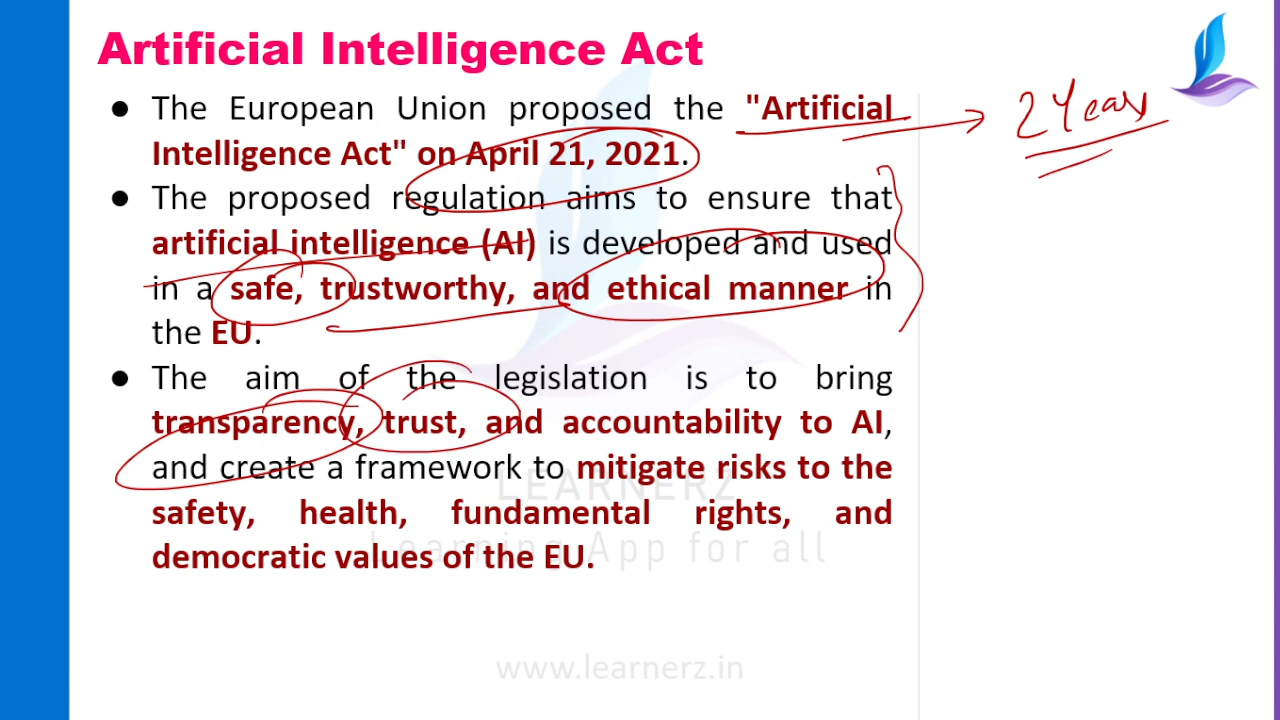 Artificial Intelligence Act
● The European Union proposed the "Artificial
Intelligence Act" on April 21, 2021.
2 Year
● The proposed regulation aims to ensure that
artificial intelligence (AI) is developed and used
in a safe, trustworthy, and ethical manner in
the EU.
● The aim of the legislation is to bring
transparency, trust, and accountability to AI,
and create a framework to mitigate risks to the
safety, health, fundamental rights, and
democratic values of the EU.
LEARNERZ
Learning App for all
www.learnerz.in